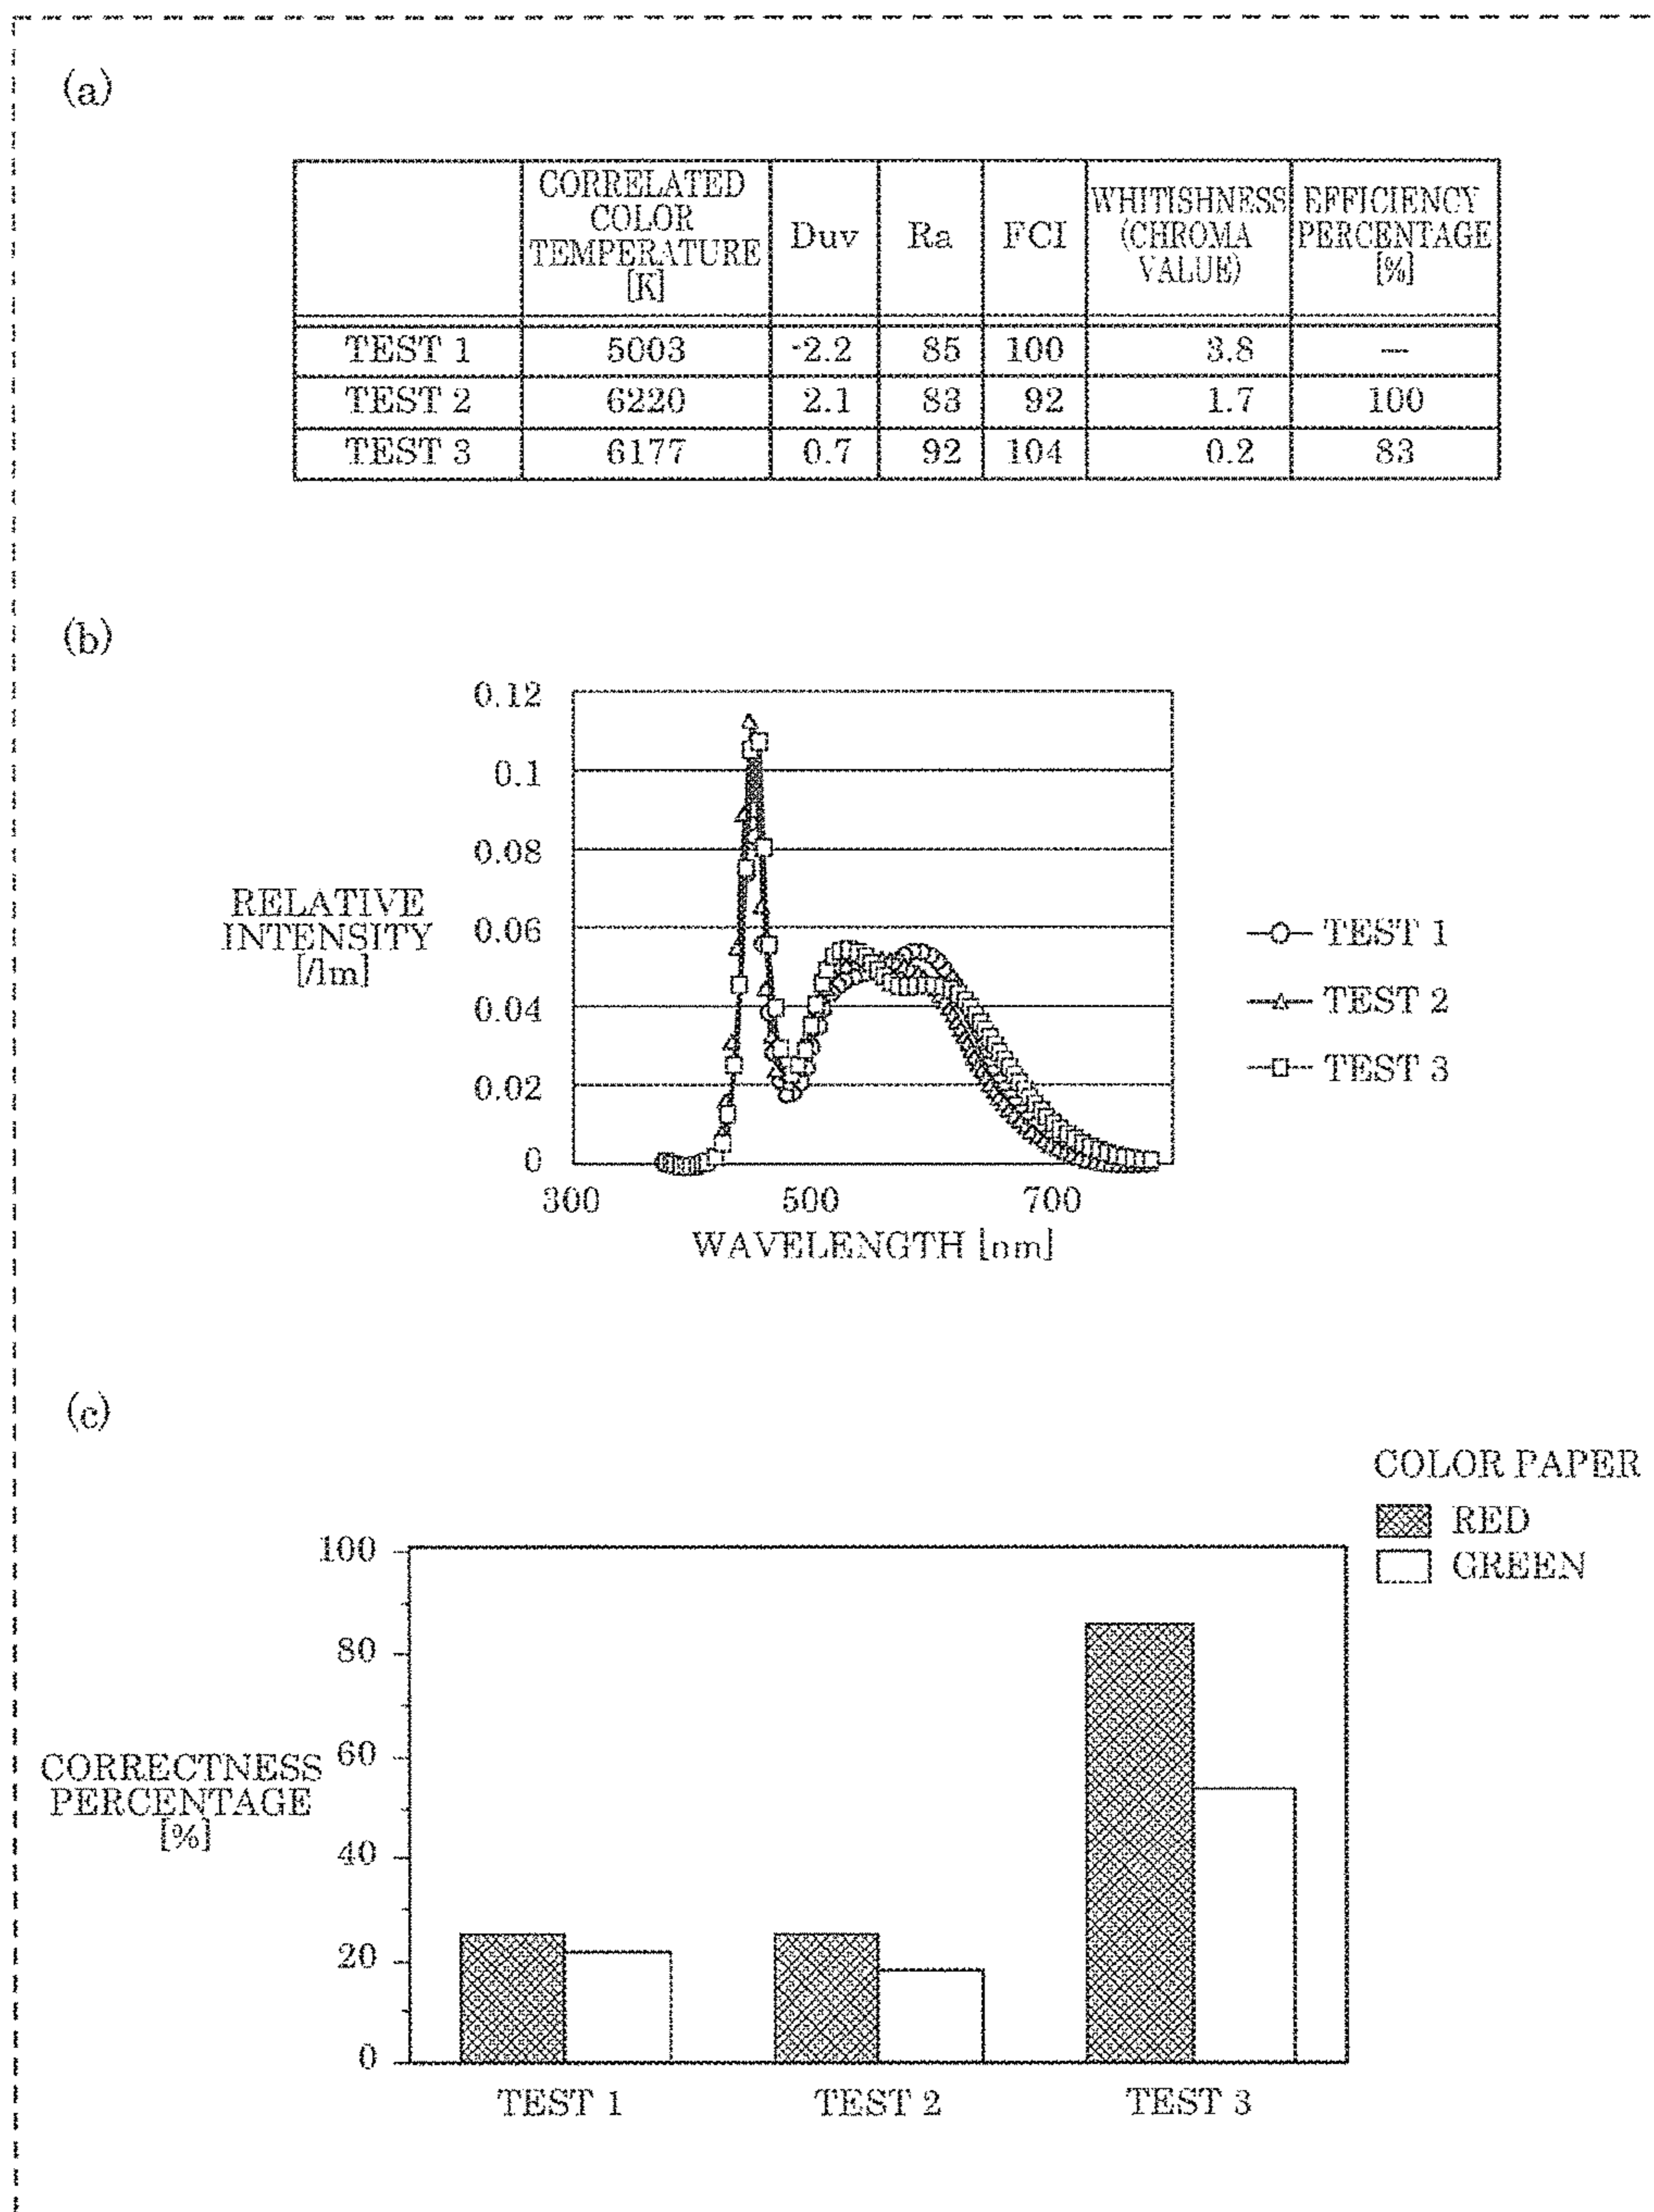 (a)
CORRELATED
COLOR
TEMPERATURE
[K]
Duv
Ra
FCI
WHITISHNESS
(CHROMA
VALUE)
EFFICIENCY
PERCENTAGE
[%]
TEST 1 5003 -2.2 85 100 3.8 —
TEST 2 6220 2.1 83 92 1.7 100
TEST 3 6177 0.7 92 104 0.2 83
(b)
0.12
0.1
0.08
0.06
0.04
0.02
0
RELATIVE
INTENSITY
[/lm]
300 500 700
WAVELENGTH [nm]
TEST 1
TEST 2
TEST 3
(c)
COLOR PAPER
RED
GREEN
100
80
60
40
20
0
CORRECTNESS
PERCENTAGE
[%]
TEST 1 TEST 2 TEST 3